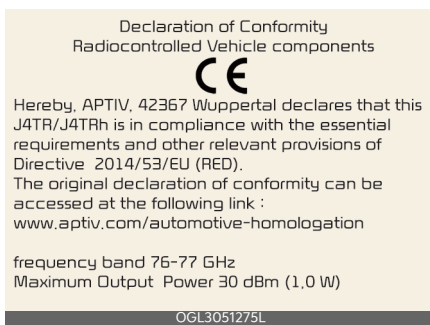 Declaration of Conformity
Radiocontrolled Vehicle components
CE
Hereby, APTIV, 42367 Wuppertal declares that this
J4TR/J4TRh is in compliance with the essential
requirements and other relevant provisions of
Directive 2014/53/EU (RED).
The original declaration of conformity can be
accessed at the following link :
www.aptiv.com/automotive-homologation
frequency band 76-77 GHz
Maximum Output Power 30 dBm (1,0 W)
OGL3051275L